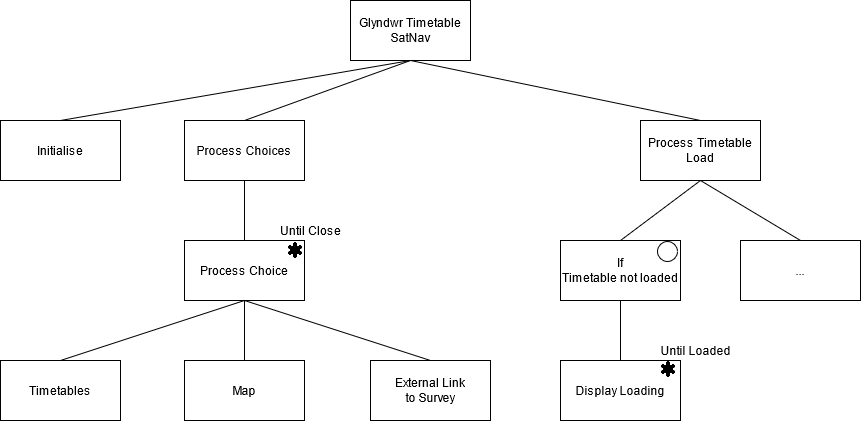 Glyndwr Timetable
SatNav
Initialise
Process Choices
Process Timetable
Load
Until Close
Process Choice
If
Timetable not loaded
...
Until Loaded
Timetables
Map
External Link
to Survey
Display Loading